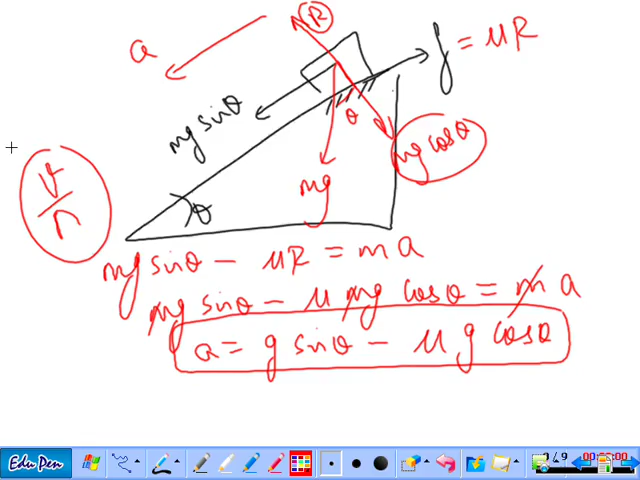 R
a
f = μR
mg sinθ
θ
mg cosθ
mg
θ
v/r
mg sinθ - μR = ma
mg sinθ - μ mg cosθ = m a
a = g sinθ - μ g cosθ
Edu Pen